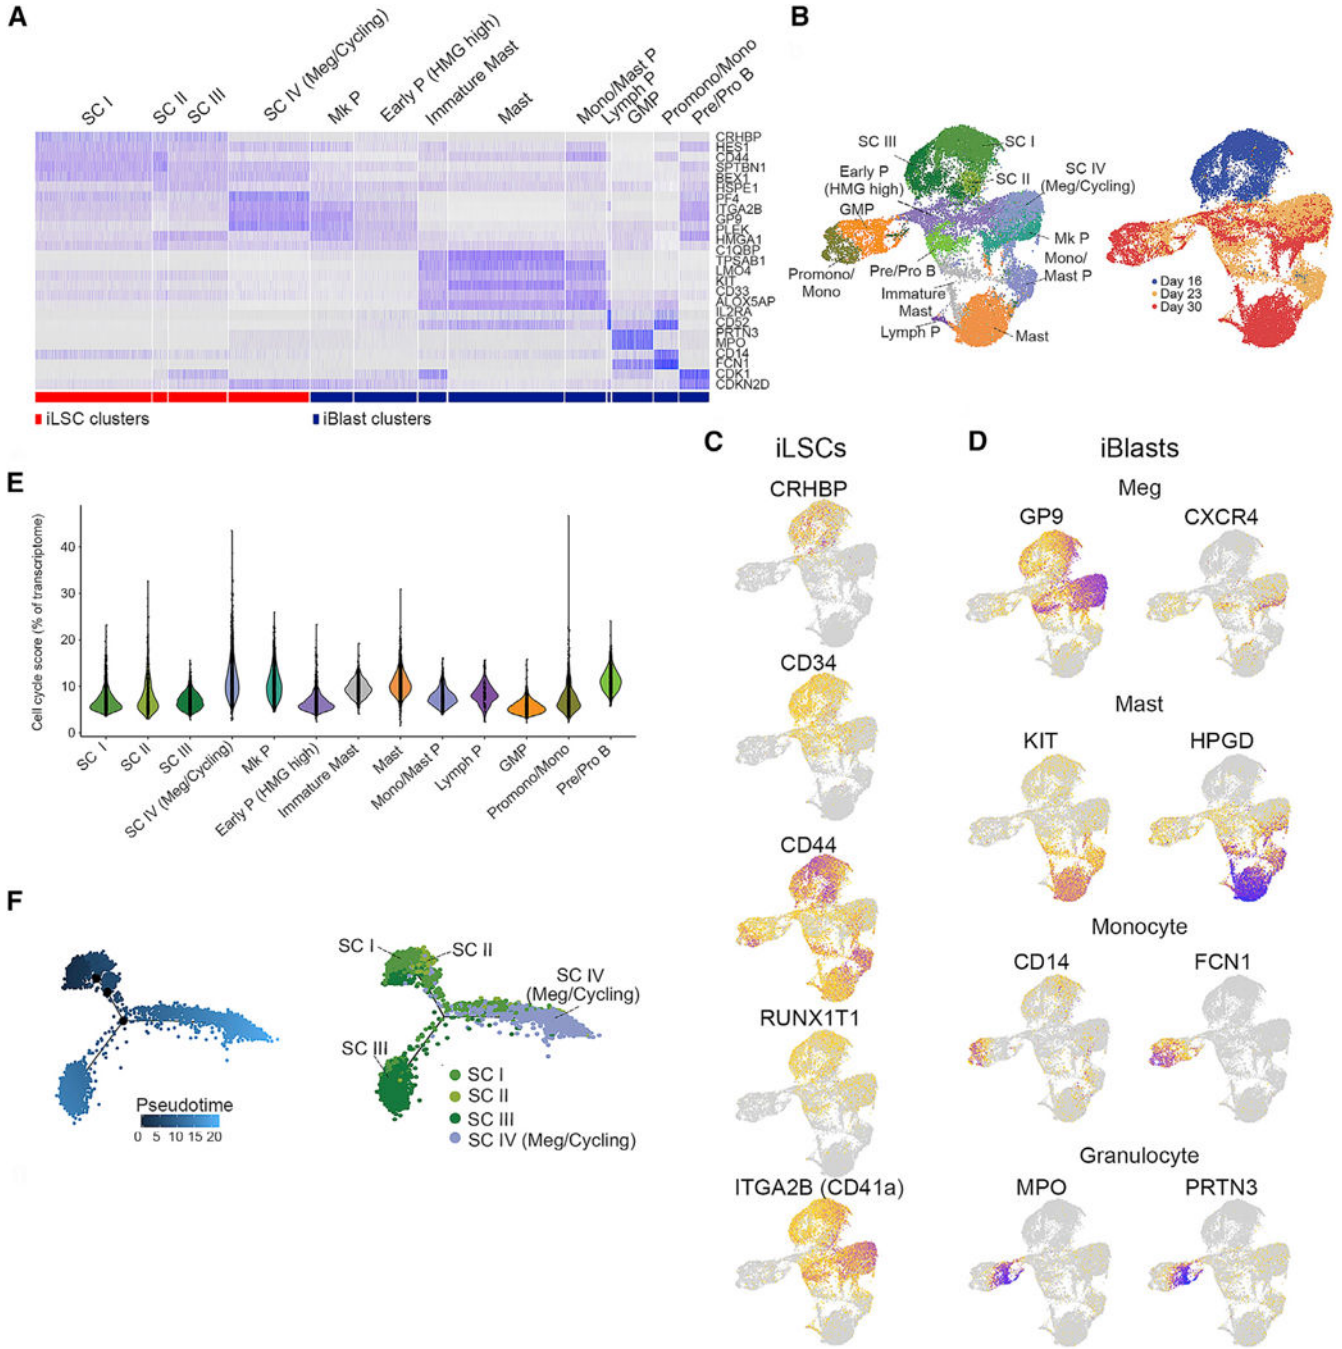 A
SC I
SC II
SC III
SC IV (Meg/Cycling)
Mk P
Early P (HMG high)
Immature Mast
Mast
Mono/Mast P
Lymph P
GMP
Promono/Mono
Pre/Pro B
CRHBP
HES1
CD44
SPTBN1
BEX1
HSPE1
PF4
ITGA2B
GP9
PLEK
HMGA1
C1QBP
TPSAB1
LMO4
KIT
CD33
ALOX5AP
IL2RA
CD52
PRTN3
MPO
CD14
FCN1
CDK1
CDKN2D
iLSC clusters
iBlast clusters
B
SC III
SC I
SC II
SC IV
(Meg/Cycling)
Early P
(HMG high)
GMP
Mk P
Mono/
Mast P
Promono/
Mono
Pre/Pro B
Immature
Mast
Lymph P
Mast
Day 16
Day 23
Day 30
C
iLSCs
CRHBP
CD34
CD44
RUNX1T1
ITGA2B (CD41a)
D
iBlasts
Meg
GP9 CXCR4
Mast
KIT HPGD
Monocyte
CD14 FCN1
Granulocyte
MPO PRTN3
E
Cell cycle score (% of transcriptome)
40
30
20
10
0
SC I
SC II
SC III
SC IV (Meg/Cycling)
Mk P
Early P (HMG high)
Immature Mast
Mast
Mono/Mast P
Lymph P
GMP
Promono/Mono
Pre/Pro B
F
Pseudotime
0 5 10 15 20
SC I
SC II
SC IV
(Meg/Cycling)
SC III
SC I
SC II
SC III
SC IV (Meg/Cycling)